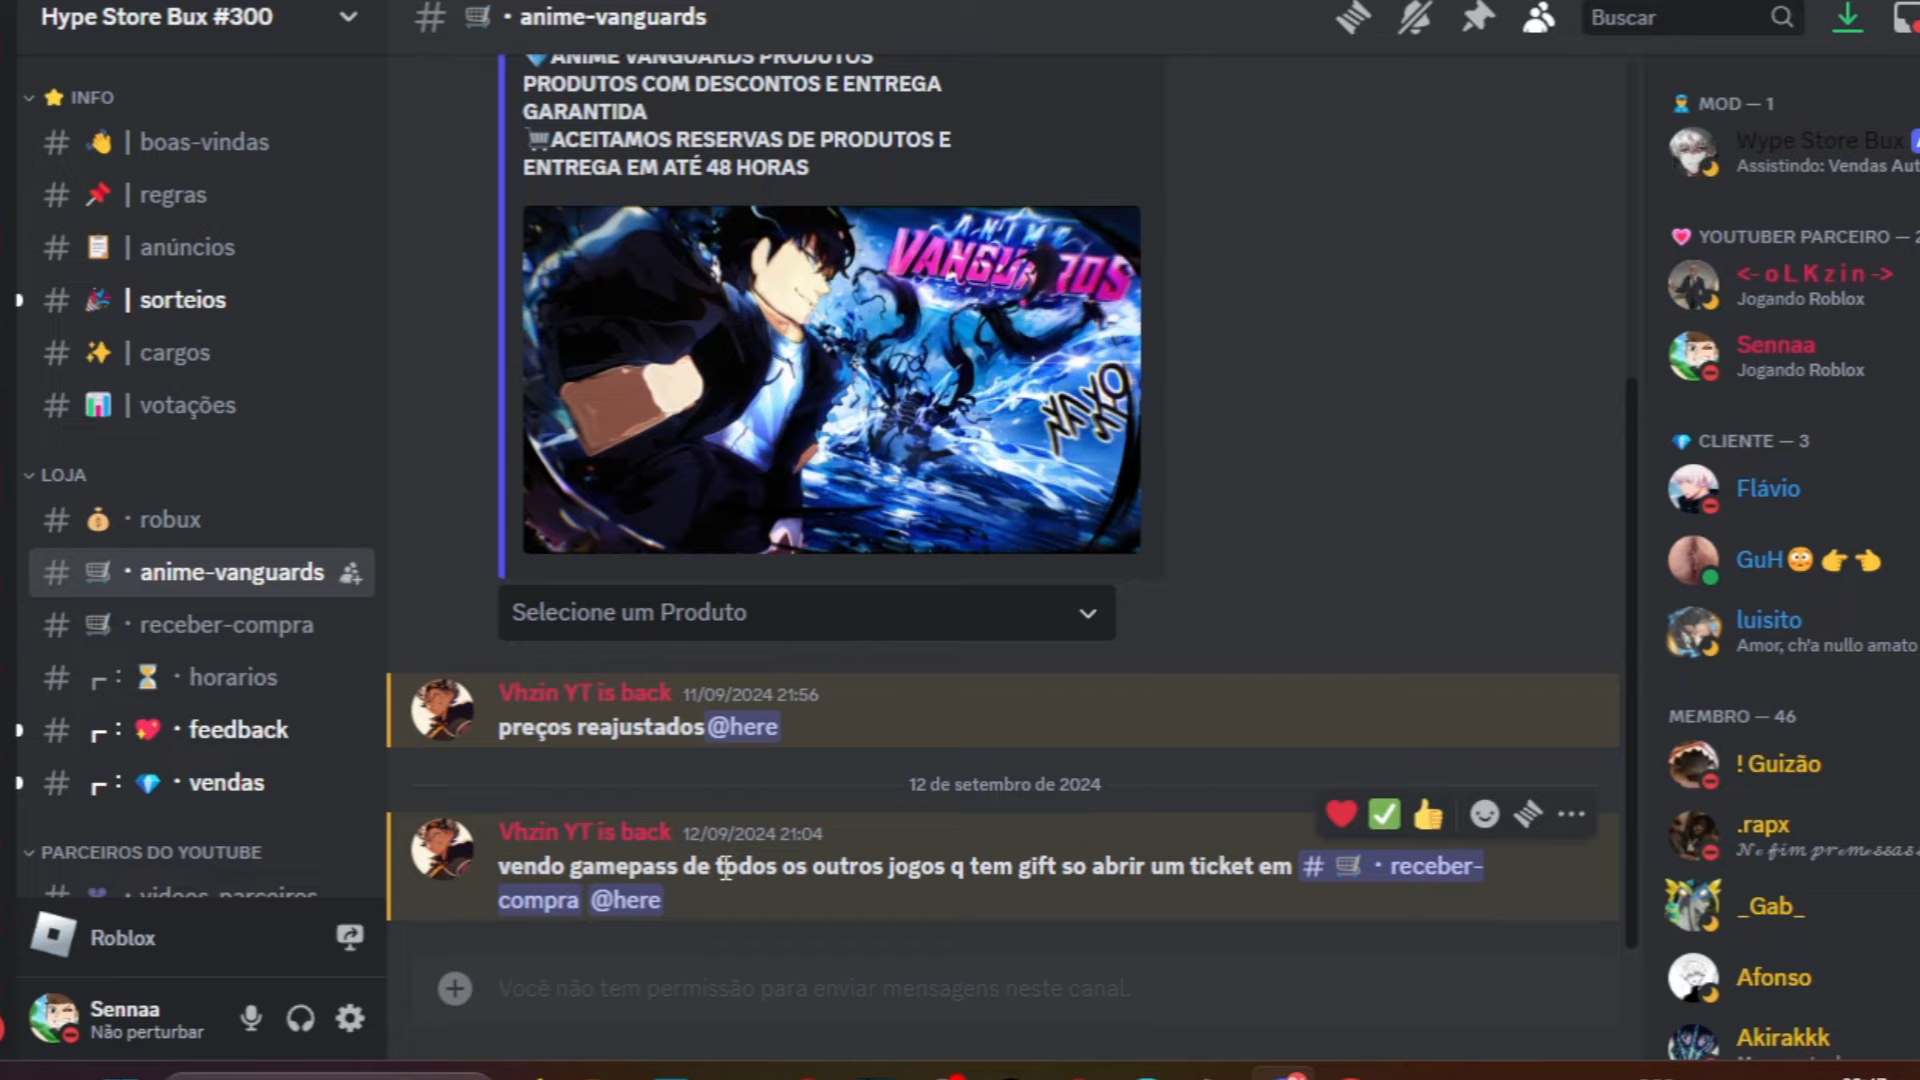 Hype Store Bux #300
INFO
| boas-vindas
| regras
| anúncios
| sorteios
| cargos
| votações
LOJA
· robux
· anime-vanguards
· receber-compra
┌ : · horarios
┌ : · feedback
┌ : · vendas
PARCEIROS DO YOUTUBE
videos-parceiros
Roblox
Sennaa
Não perturbar
# · anime-vanguards
Buscar
ANIME VANGUARDS PRODUTOS
PRODUTOS COM DESCONTOS E ENTREGA
GARANTIDA
ACEITAMOS RESERVAS DE PRODUTOS E
ENTREGA EM ATÉ 48 HORAS
ANIME
VANGUARDS
Selecione um Produto
Vhzin YT is back 11/09/2024 21:56
preços reajustados @here
12 de setembro de 2024
Vhzin YT is back 12/09/2024 21:04
vendo gamepass de todos os outros jogos q tem gift so abrir um ticket em # · receber-
compra @here
Você não tem permissão para enviar mensagens neste canal.
MOD — 1
Wype Store Bux
Assistindo: Vendas Aut
YOUTUBER PARCEIRO — 2
<- o L K z i n ->
Jogando Roblox
Sennaa
Jogando Roblox
CLIENTE — 3
Flávio
GuH
luisito
Amor, ch'a nullo amato
MEMBRO — 46
! Guizão
.rapx
𝓝𝓮 𝓯𝓲𝓶 𝓹𝓻𝓮𝓶𝓮𝓼𝓼𝓪𝓼
_Gab_
Afonso
Akirakkk